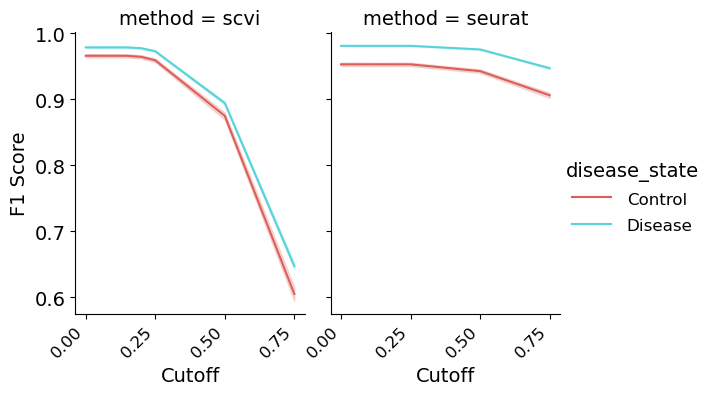 method = scvi
method = seurat
F1 Score
1.0
0.9
0.8
0.7
0.6
0.00
0.25
0.50
0.75
Cutoff
0.00
0.25
0.50
0.75
Cutoff
disease_state
Control
Disease